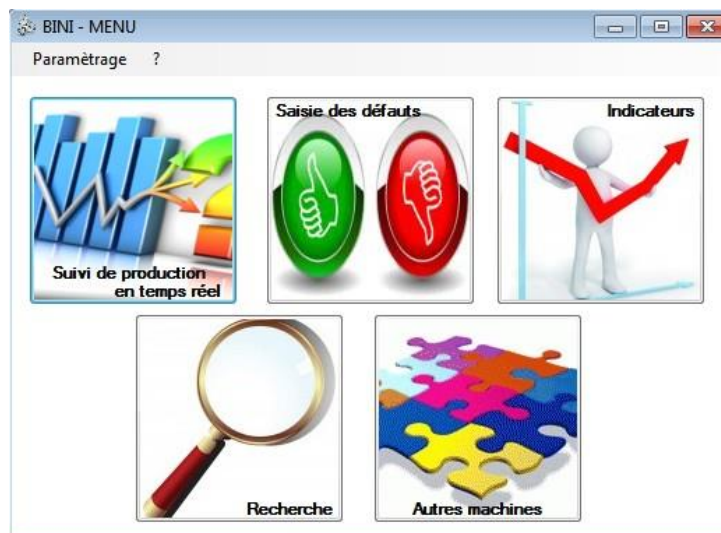 BINI - MENU
Paramètrage ?
Saisie des défauts
Indicateurs
Suivi de production
en temps réel
Recherche
Autres machines